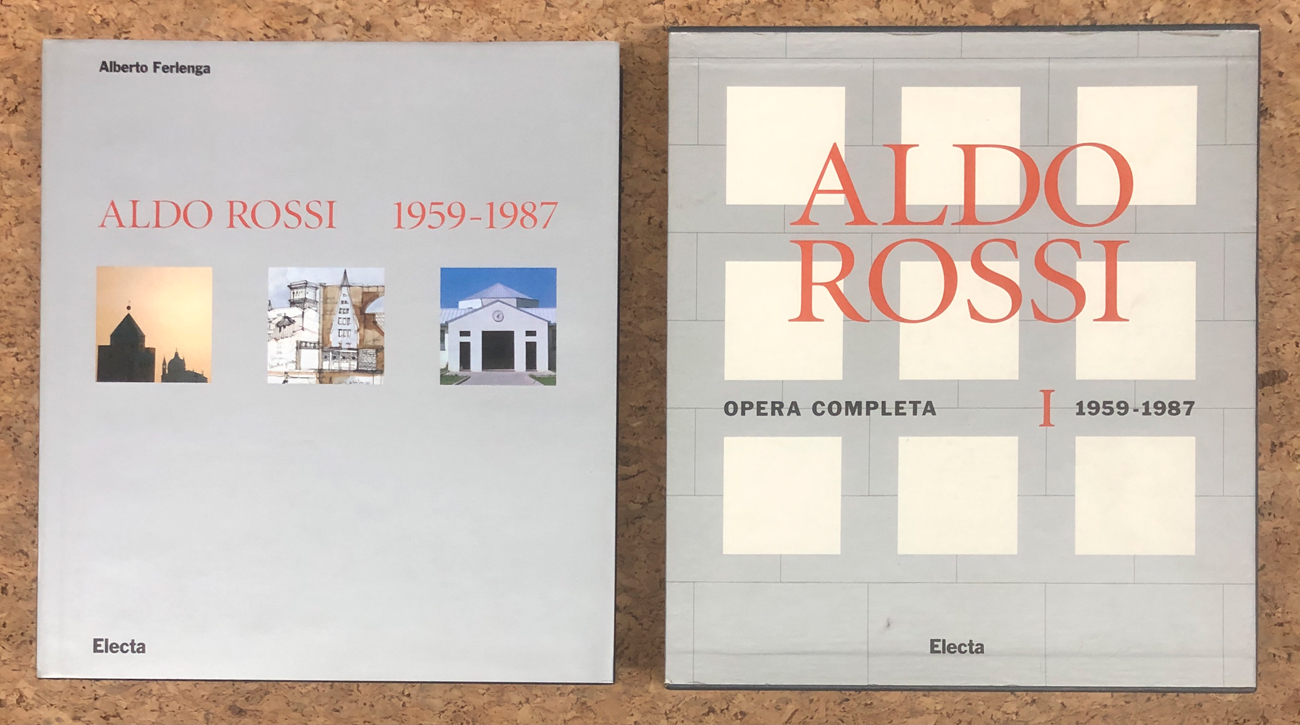 Alberto Ferlenga
ALDO ROSSI 1959-1987
Electa
ALDO
ROSSI
OPERA COMPLETA I 1959-1987
Electa